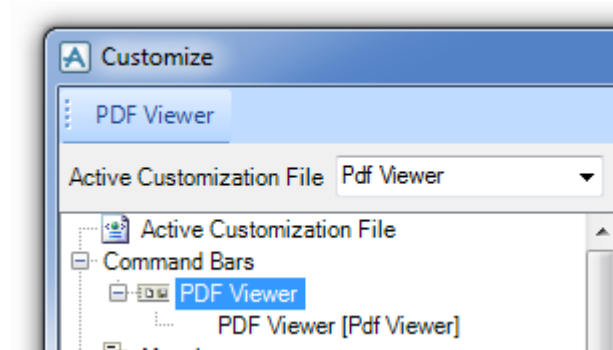 Customize
PDF Viewer
Active Customization File Pdf Viewer
Active Customization File
Command Bars
PDF Viewer
PDF Viewer [Pdf Viewer]